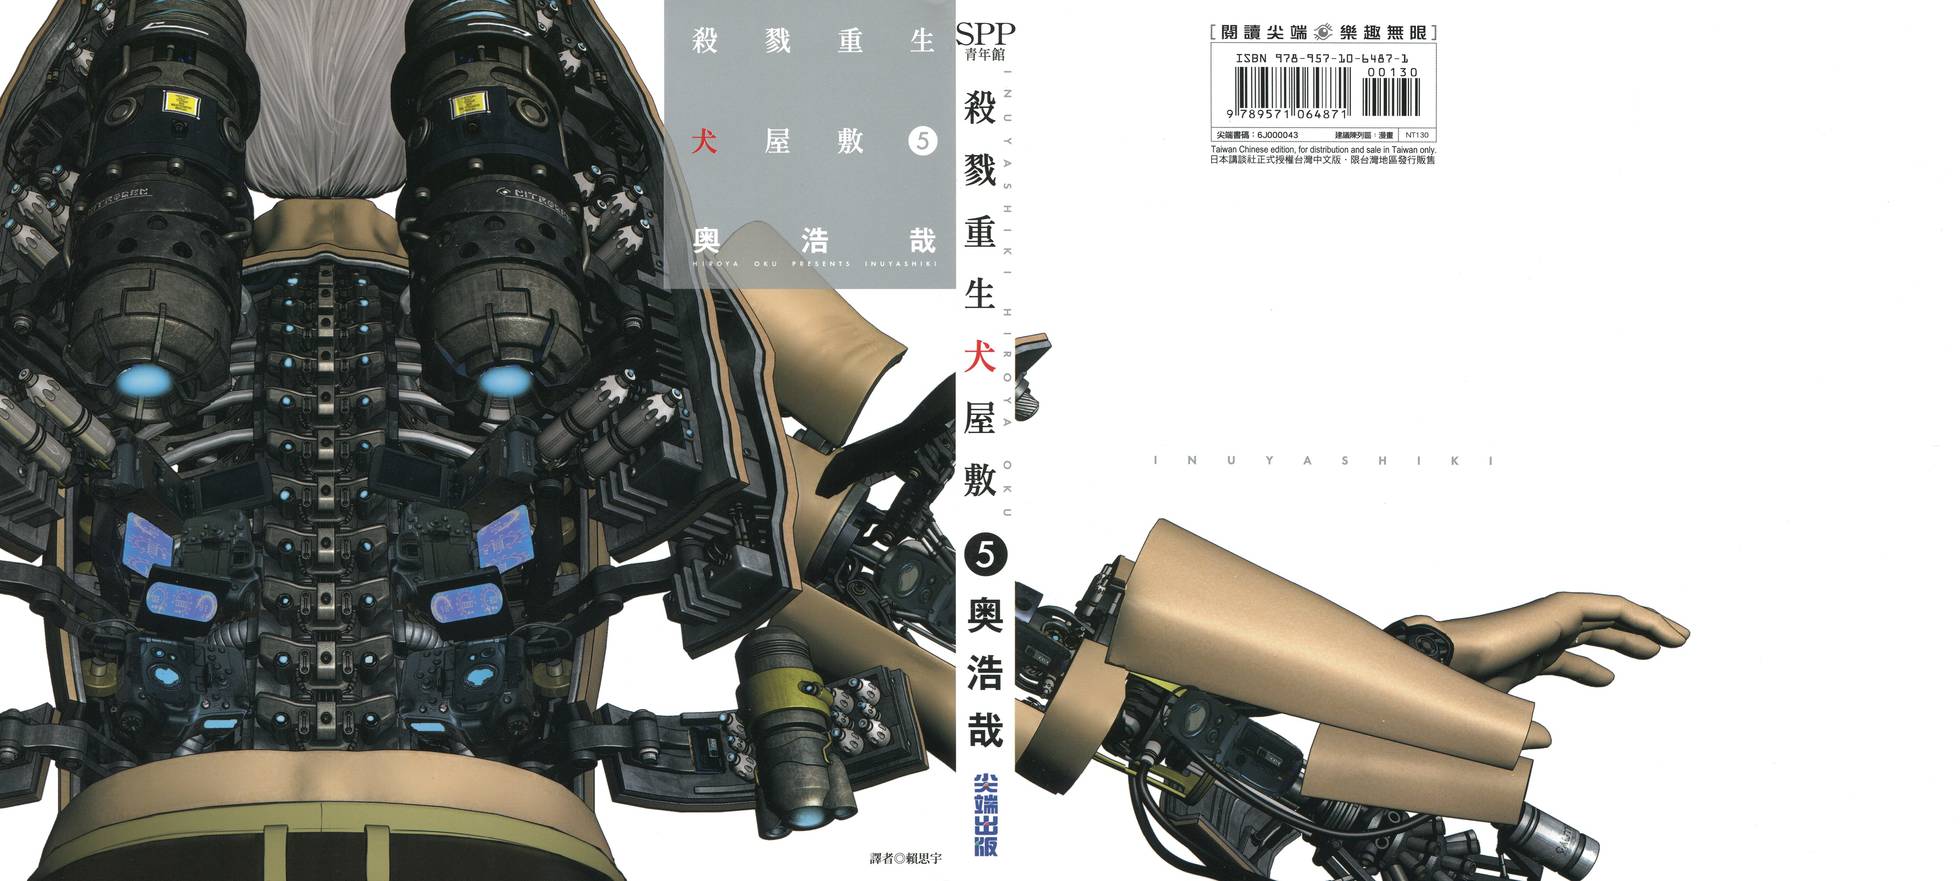 殺戮重生
犬屋敷5
奥浩哉
HIROYA OKU PRESENTS INUYASHIKI
NITROGEN
譯者◎賴思宇
SPP
青年館
殺戮重生犬屋敷5奥浩哉
INUYASHIKI HIROYA OKU
尖端出版
[閱讀尖端 樂趣無限]
ISBN 978-957-10-6487-1
00130
9 789571 064871
尖端書碼：6J000043 建議陳列區：漫畫 NT130
Taiwan Chinese edition, for distribution and sale in Taiwan only.
日本講談社正式授權台灣中文版．限台灣地區發行販售
INUYASHIKI